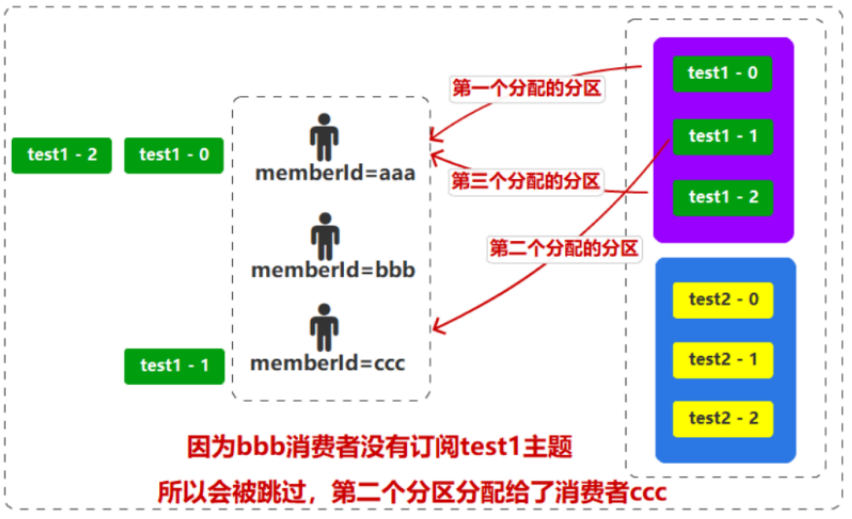 第一个分配的分区
test1 - 0
test1 - 2
test1 - 0
memberId=aaa
test1 - 1
第三个分配的分区
test1 - 2
第二个分配的分区
memberId=bbb
test2 - 0
test1 - 1
memberId=ccc
test2 - 1
test2 - 2
因为bbb消费者没有订阅test1主题
所以会被跳过，第二个分区分配给了消费者ccc